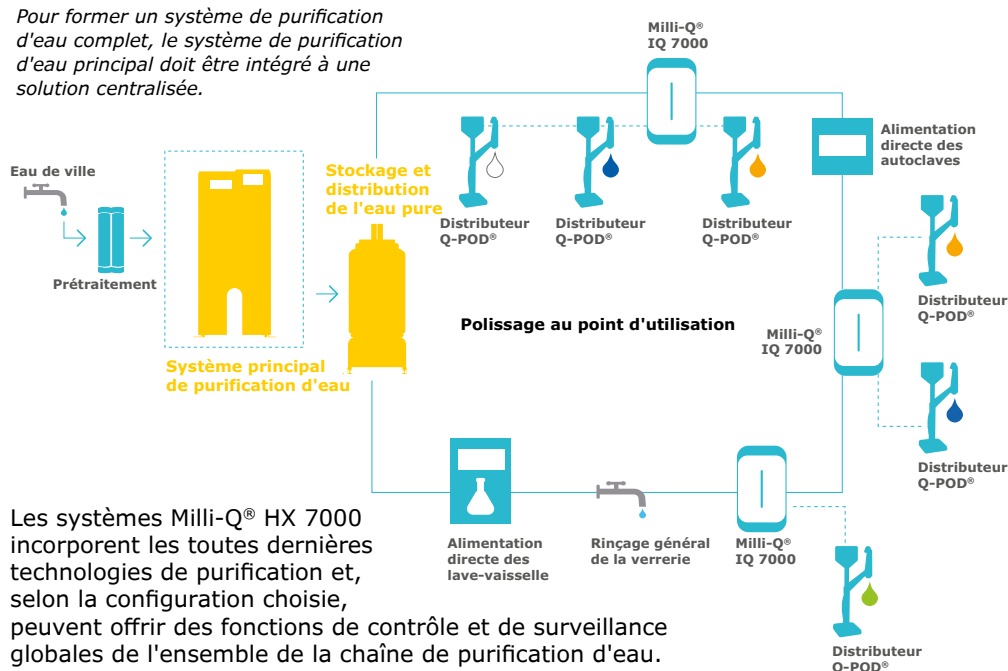 Pour former un système de purification
d'eau complet, le système de purification
d'eau principal doit être intégré à une
solution centralisée.
Milli-Q®
IQ 7000
Eau de ville
Prétraitement
Système principal
de purification d'eau
Stockage et
distribution
de l'eau pure
Distributeur
Q-POD®
Distributeur
Q-POD®
Distributeur
Q-POD®
Alimentation
directe des
autoclaves
Distributeur
Q-POD®
Polissage au point d'utilisation
Milli-Q®
IQ 7000
Distributeur
Q-POD®
Alimentation
directe des
lave-vaisselle
Rinçage général
de la verrerie
Milli-Q®
IQ 7000
Distributeur
Q-POD®
Les systèmes Milli-Q® HX 7000
incorporent les toutes dernières
technologies de purification et,
selon la configuration choisie,
peuvent offrir des fonctions de contrôle et de surveillance
globales de l'ensemble de la chaîne de purification d'eau.